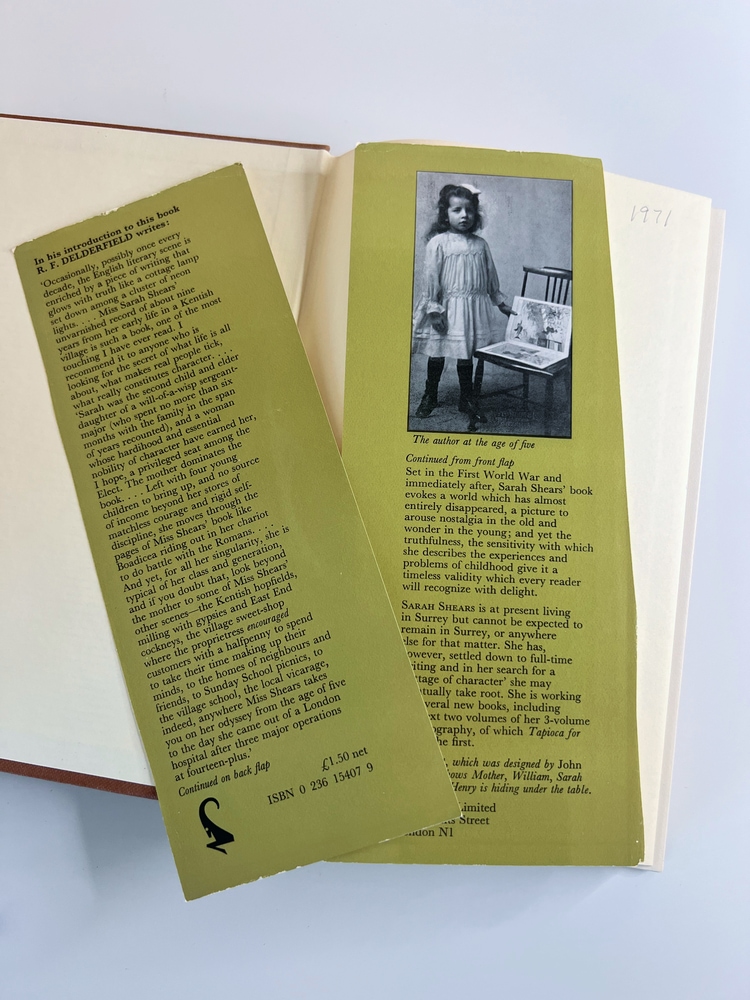 In his introduction to this book
R. F. DELDERFIELD writes:
'Occasionally, possibly once every
decade, the English literary scene is
enriched by a piece of writing that
glows with truth like a cottage lamp
set down among a cluster of neon
lights. . . . Miss Sarah Shears'
unvarnished record of about nine
years from her early life in a Kentish
village is such a book, one of the most
touching I have ever read. I
recommend it to anyone who is
looking for the secret of what life is all
about, what makes real people tick,
what really constitutes character. . . .
'Sarah was the second child and elder
daughter of a will-of-a-wisp sergeant-
major (who spent no more than six
months with the family in the span
of years recounted), and a woman
whose hardihood and essential
nobility of character have earned her,
I hope, a privileged seat among the
Elect. The mother dominates the
book. . . . Left with four young
children to bring up, and no source
of income beyond her stores of
matchless courage and rigid self-
discipline, she moves through the
pages of Miss Shears' book like
Boadicea riding out in her chariot
to do battle with the Romans. . . .
And yet, for all her singularity, she is
typical of her class and generation,
and if you doubt that, look beyond
the mother to some of Miss Shears'
other scenes—the Kentish hopfields,
milling with gypsies and East End
cockneys, the village sweet-shop
where the proprietress encouraged
customers with a halfpenny to spend
to take their time making up their
minds, to the homes of neighbours and
friends, to Sunday School picnics, to
the village school, the local vicarage,
indeed, anywhere Miss Shears takes
you on her odyssey from the age of five
to the day she came out of a London
hospital after three major operations
at fourteen-plus.'
Continued on back flap
£1.50 net
ISBN 0 236 15407 9
The author at the age of five
Continued from front flap
Set in the First World War and
immediately after, Sarah Shears' book
evokes a world which has almost
entirely disappeared, a picture to
arouse nostalgia in the old and
wonder in the young; and yet the
truthfulness, the sensitivity with which
she describes the experiences and
problems of childhood give it a
timeless validity which every reader
will recognize with delight.
SARAH SHEARS is at present living
in Surrey but cannot be expected to
remain in Surrey, or anywhere
else for that matter. She has,
however, settled down to full-time
writing and in her search for a
ttage of character' she may
tually take root. She is working
veral new books, including
ext two volumes of her 3-volume
ography, of which Tapioca for
he first.
, which was designed by John
ows Mother, William, Sarah
Henry is hiding under the table.
imited
ts Street
ndon N1
1971